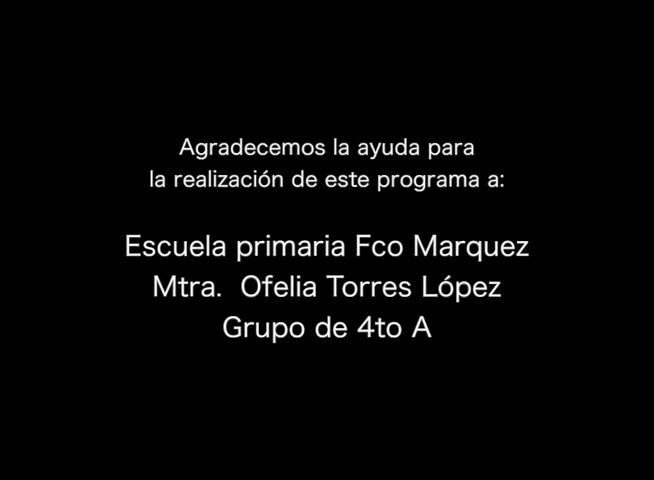 Agradecemos la ayuda para
la realización de este programa a:
Escuela primaria Fco Marquez
Mtra. Ofelia Torres López
Grupo de 4to A